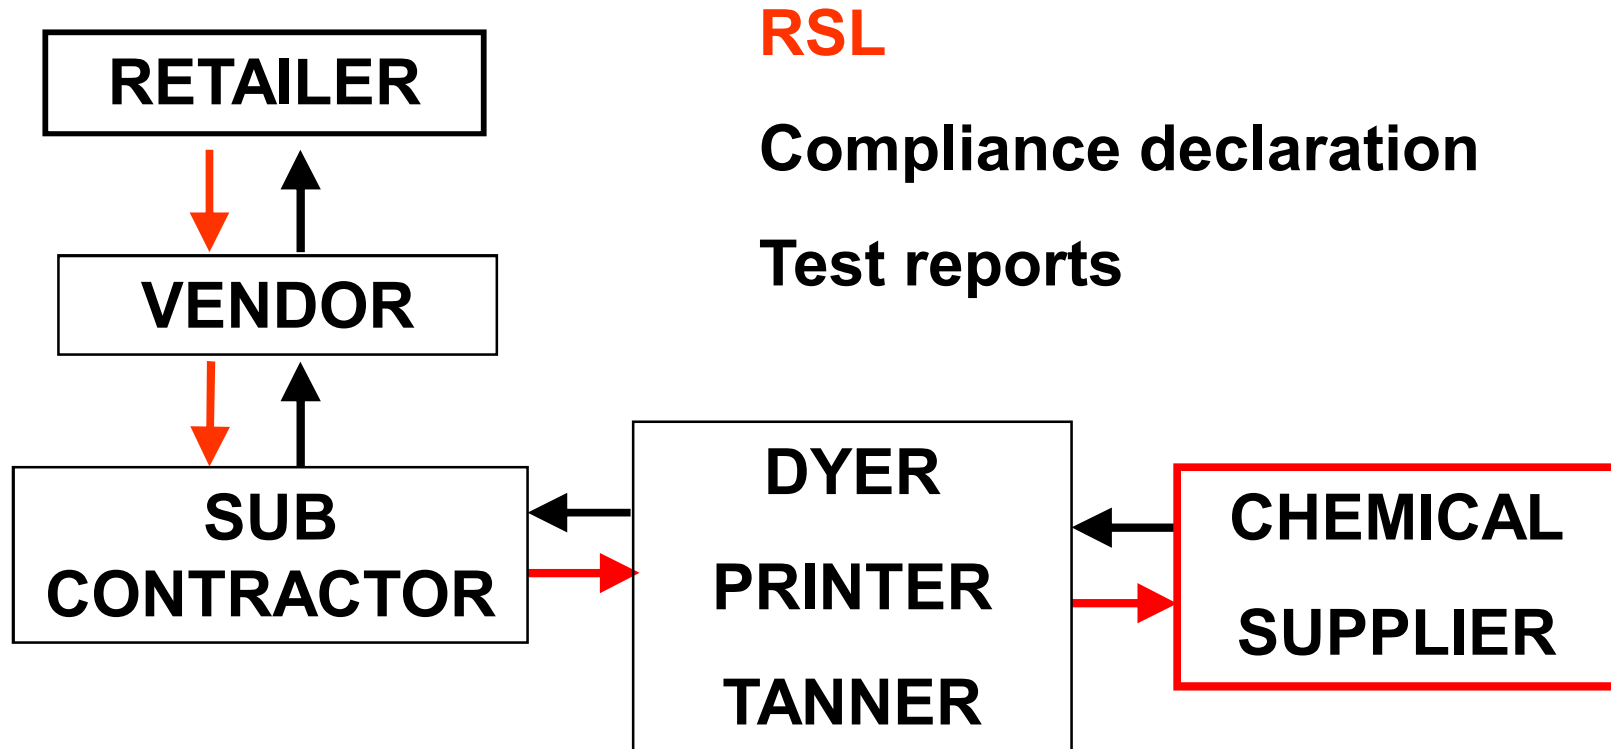 RSL
RETAILER
Compliance declaration
Test reports
VENDOR
SUB
CONTRACTOR
DYER
PRINTER
TANNER
CHEMICAL
SUPPLIER